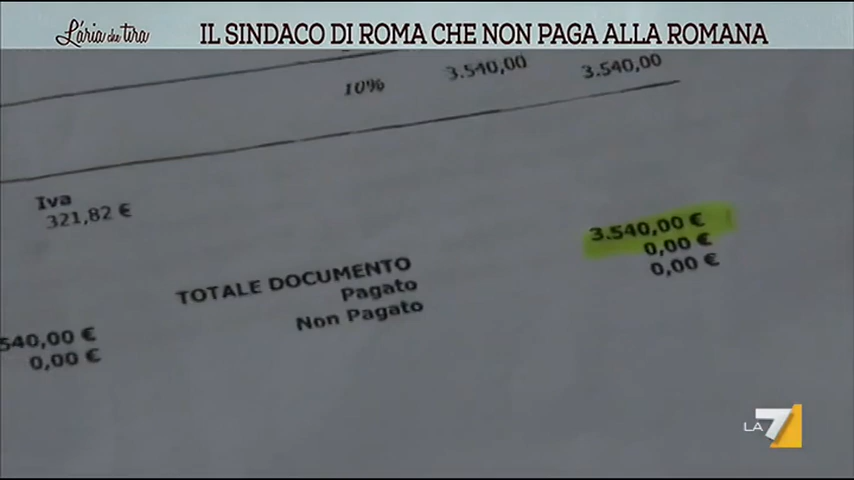 L'aria che tira
IL SINDACO DI ROMA CHE NON PAGA ALLA ROMANA
10% 3.540,00 3.540,00
Iva
321,82 €
TOTALE DOCUMENTO 3.540,00 €
Pagato 0,00 €
Non Pagato 0,00 €
540,00 €
0,00 €
LA 7